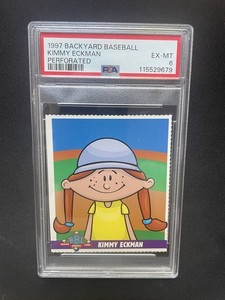 1997 BACKYARD BASEBALL
KIMMY ECKMAN EX-MT
PERFORATED 6
PSA 115529679
KIMMY ECKMAN